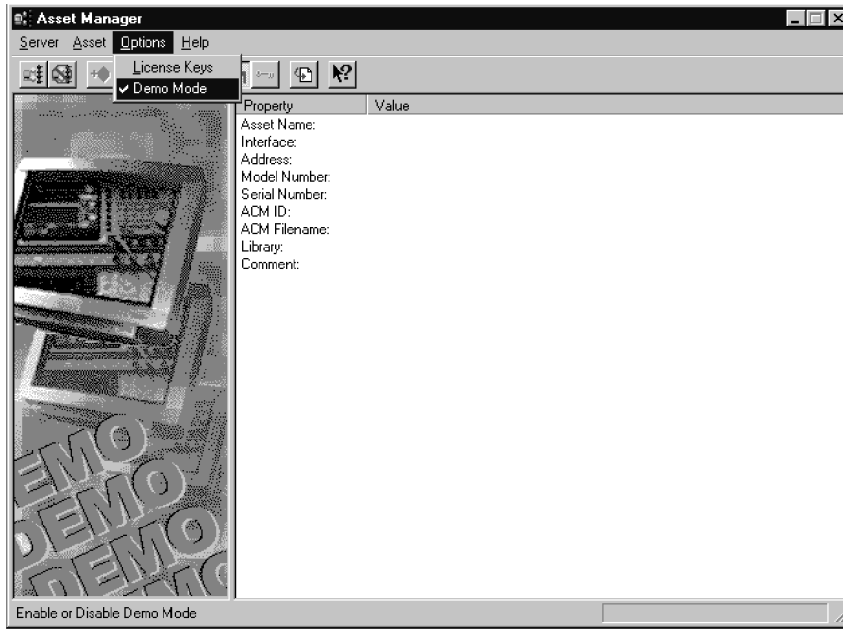 Asset Manager
Server Asset Options Help
License Keys
✓ Demo Mode
Property Value
Asset Name:
Interface:
Address:
Model Number:
Serial Number:
ACM ID:
ACM Filename:
Library:
Comment:
EMO
DEMO
DEMO
DEMO
Enable or Disable Demo Mode